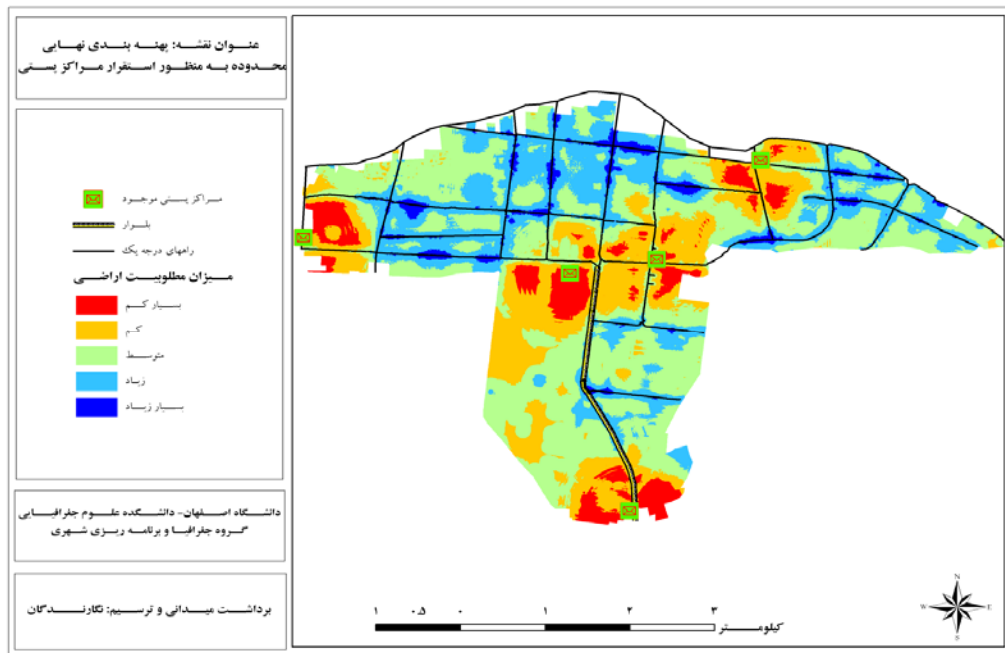 عنوان نقشه: پهنه بندی نهایی
محدوده به منظور استقرار مراکز پستی
مراکز پستی موجود
بلوار
راههای درجه یک
میزان مطلوبیت اراضی
بسیار کم
کم
متوسط
زیاد
بسیار زیاد
دانشگاه اصفهان- دانشکده علوم جغرافیایی
گروه جغرافیا و برنامه ریزی شهری
برداشت میدانی و ترسیم: نگارندگان
۱ ۰.۵ ۰ ۱ ۲ ۳
کیلومتر
N
W E
S